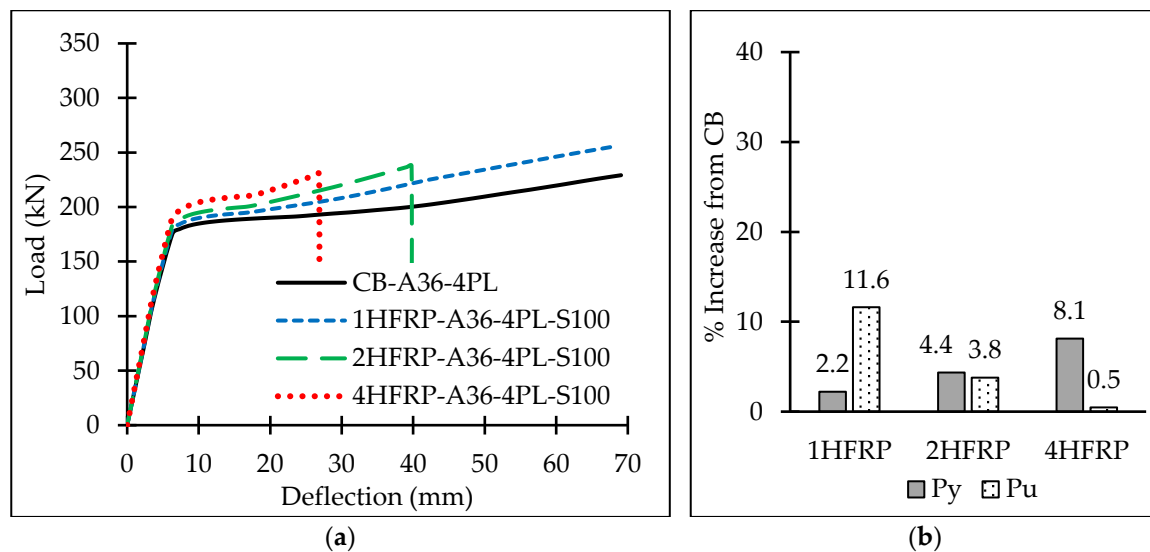 350
300
250
200
150
100
50
0
Load (kN)
CB-A36-4PL
1HFRP-A36-4PL-S100
2HFRP-A36-4PL-S100
4HFRP-A36-4PL-S100
0 10 20 30 40 50 60 70
Deflection (mm)
(a)
40
30
20
10
0
% Increase from CB
2.2
11.6
4.4
3.8
8.1
0.5
1HFRP 2HFRP 4HFRP
Py Pu
(b)